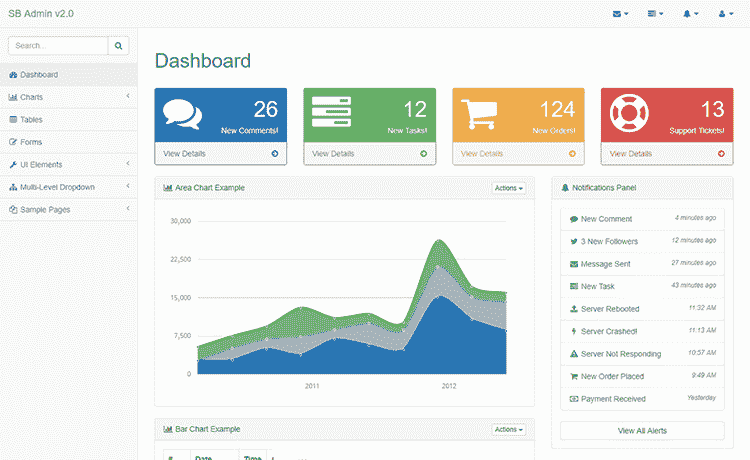 SB Admin v2.0
Search...
Dashboard
Charts
Tables
Forms
UI Elements
Multi-Level Dropdown
Sample Pages
Dashboard
26
New Comments!
View Details
12
New Tasks!
View Details
124
New Orders!
View Details
13
Support Tickets!
View Details
Area Chart Example
Actions
30,000
22,500
15,000
7,500
0
2011
2012
Notifications Panel
New Comment 4 minutes ago
3 New Followers 12 minutes ago
Message Sent 27 minutes ago
New Task 43 minutes ago
Server Rebooted 11:32 AM
Server Crashed! 11:13 AM
Server Not Responding 10:57 AM
New Order Placed 9:49 AM
Payment Received Yesterday
View All Alerts
Bar Chart Example
Actions
# Date Time